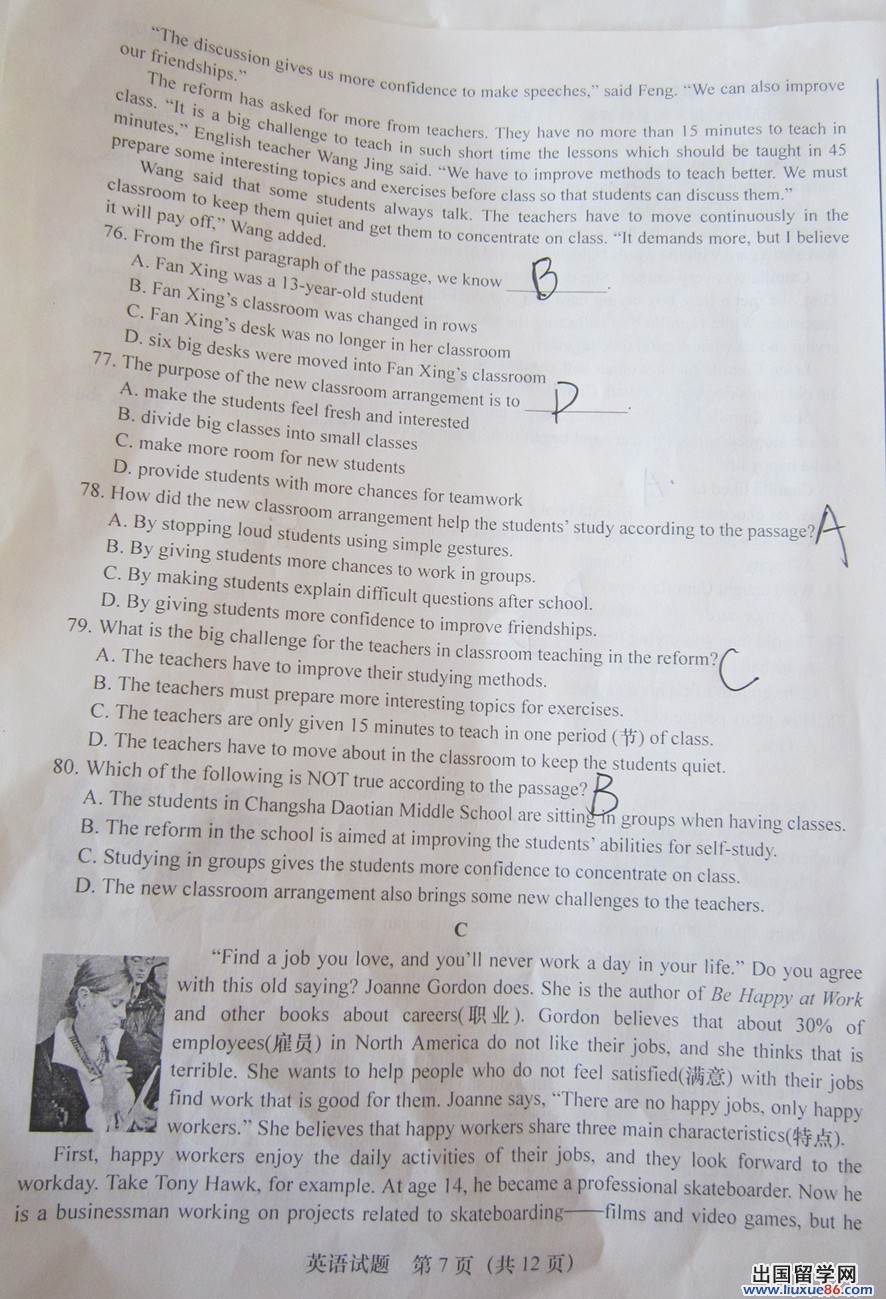 “The discussion gives us more confidence to make speeches,” said Feng. “We can also improve
our friendships.”
The reform has asked for more from teachers. They have no more than 15 minutes to teach in
class. “It is a big challenge to teach in such short time the lessons which should be taught in 45
minutes,” English teacher Wang Jing said. “We have to improve methods to teach better. We must
prepare some interesting topics and exercises before class so that students can discuss them.”
Wang said that some students always talk. The teachers have to move continuously in the
classroom to keep them quiet and get them to concentrate on class. “It demands more, but I believe
it will pay off,” Wang added.
76. From the first paragraph of the passage, we know B.
A. Fan Xing was a 13-year-old student
B. Fan Xing’s classroom was changed in rows
C. Fan Xing’s desk was no longer in her classroom
D. six big desks were moved into Fan Xing’s classroom
77. The purpose of the new classroom arrangement is to D.
A. make the students feel fresh and interested
B. divide big classes into small classes
C. make more room for new students
D. provide students with more chances for teamwork
78. How did the new classroom arrangement help the students’ study according to the passage? A
A. By stopping loud students using simple gestures.
B. By giving students more chances to work in groups.
C. By making students explain difficult questions after school.
D. By giving students more confidence to improve friendships.
79. What is the big challenge for the teachers in classroom teaching in the reform? C
A. The teachers have to improve their studying methods.
B. The teachers must prepare more interesting topics for exercises.
C. The teachers are only given 15 minutes to teach in one period (节) of class.
D. The teachers have to move about in the classroom to keep the students quiet.
80. Which of the following is NOT true according to the passage? B
A. The students in Changsha Daotian Middle School are sitting in groups when having classes.
B. The reform in the school is aimed at improving the students’ abilities for self-study.
C. Studying in groups gives the students more confidence to concentrate on class.
D. The new classroom arrangement also brings some new challenges to the teachers.
C
“Find a job you love, and you’ll never work a day in your life.” Do you agree
with this old saying? Joanne Gordon does. She is the author of Be Happy at Work
and other books about careers(职业). Gordon believes that about 30% of
employees(雇员) in North America do not like their jobs, and she thinks that is
terrible. She wants to help people who do not feel satisfied(满意) with their jobs
find work that is good for them. Joanne says, “There are no happy jobs, only happy
workers.” She believes that happy workers share three main characteristics(特点).
First, happy workers enjoy the daily activities of their jobs, and they look forward to the
workday. Take Tony Hawk, for example. At age 14, he became a professional skateboarder. Now he
is a businessman working on projects related to skateboarding——films and video games, but he
英语试题 第 7 页（共 12 页）
出国留学网
www.liuxue86.com